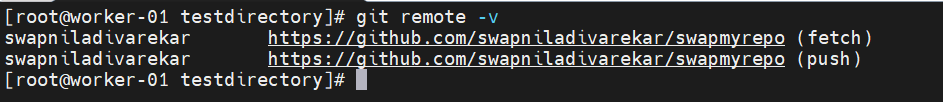 [root@worker-01 testdirectory]# git remote -v
swapniladivarekar       https://github.com/swapniladivarekar/swapmyrepo (fetch)
swapniladivarekar       https://github.com/swapniladivarekar/swapmyrepo (push)
[root@worker-01 testdirectory]#